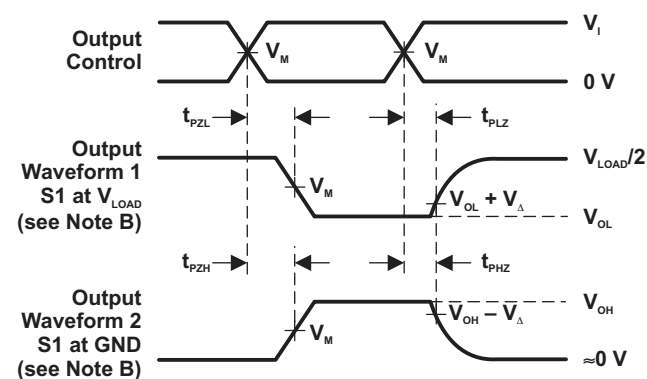 Output
Control
V_M
V_M
V_I
0 V
t_PZL
t_PLZ
Output
Waveform 1
S1 at V_LOAD
(see Note B)
V_M
V_OL + V_Δ
V_LOAD/2
V_OL
t_PZH
t_PHZ
Output
Waveform 2
S1 at GND
(see Note B)
V_M
V_OH – V_Δ
V_OH
≈0 V